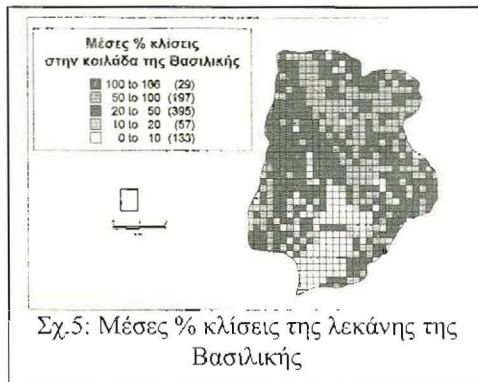 Μέσες % κλίσεις
στην κοιλάδα της Βασιλικής
100 to 166 (29)
50 to 100 (197)
20 to 50 (395)
10 to 20 (57)
0 to 10 (133)
Σχ.5: Μέσες % κλίσεις της λεκάνης της
Βασιλικής